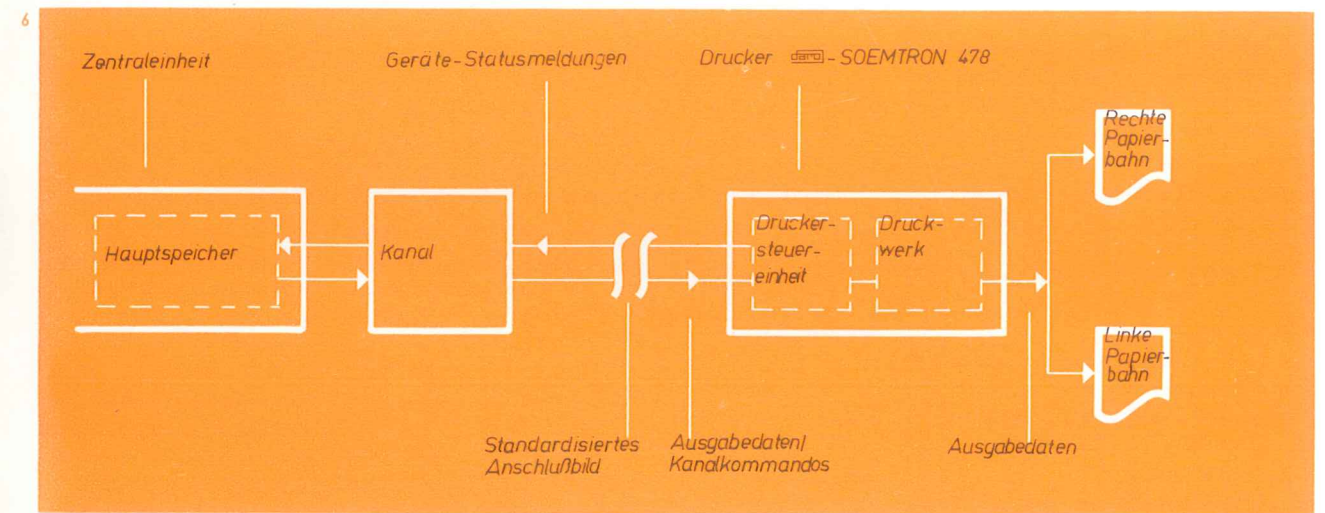 6
Zentraleinheit
Geräte-Statusmeldungen
Drucker daro - SOEMTRON 478
Rechte
Papier-
bahn
Hauptspeicher
Kanal
Drucker-
steuer-
einheit
Druck-
werk
Linke
Papier-
bahn
Standardisiertes
Anschlußbild
Ausgabedaten/
Kanalkommandos
Ausgabedaten